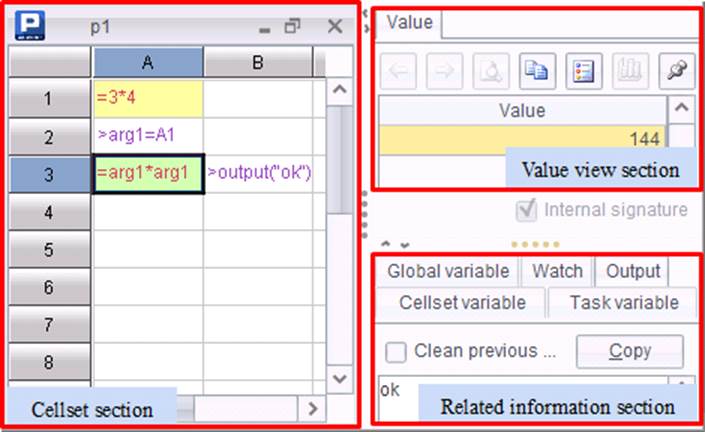 p1
A B
1 =3*4
2 >arg1=A1
3 =arg1*arg1 >output("ok")
4
5
6
7
8
Cellset section
Value
Value
144
Value view section
Internal signature
Global variable Watch Output
Cellset variable Task variable
Clean previous ... Copy
ok
Related information section